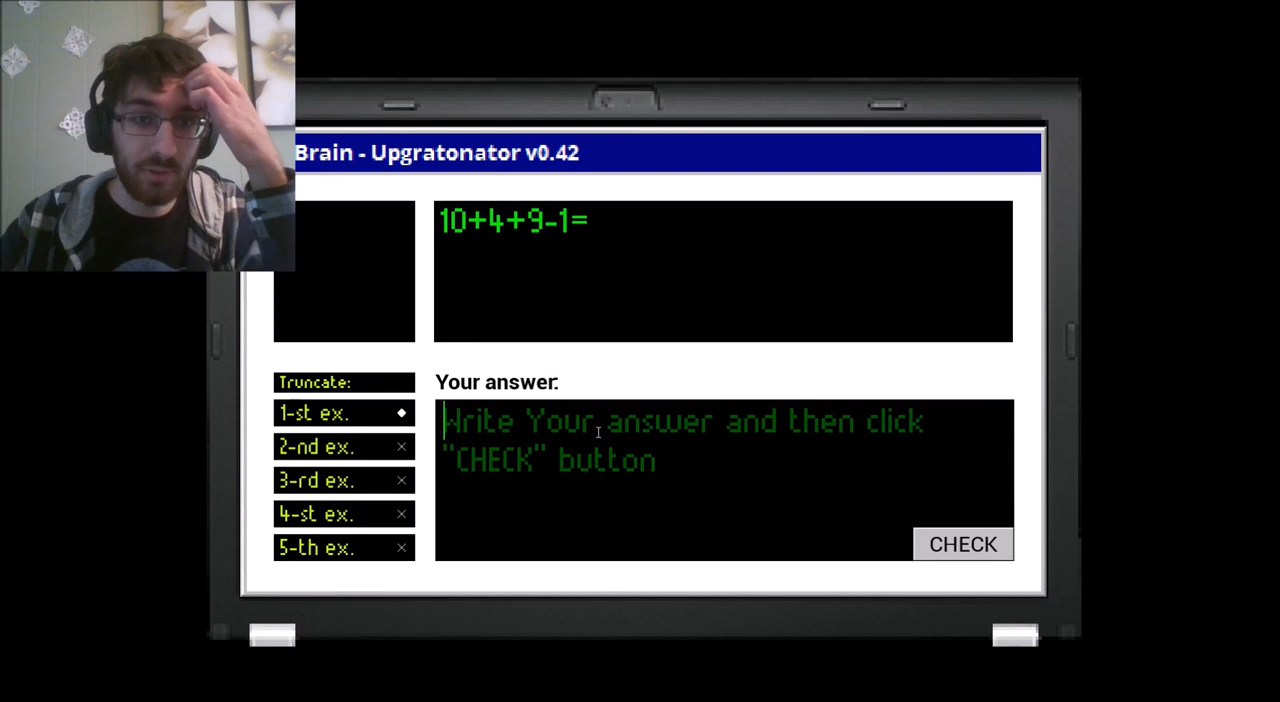 Brain - Upgratonator v0.42
10+4+9-1=
Truncate:
1-st ex.
2-nd ex.
3-rd ex.
4-st ex.
5-th ex.
Your answer:
Write Your answer and then click
"CHECK" button
CHECK